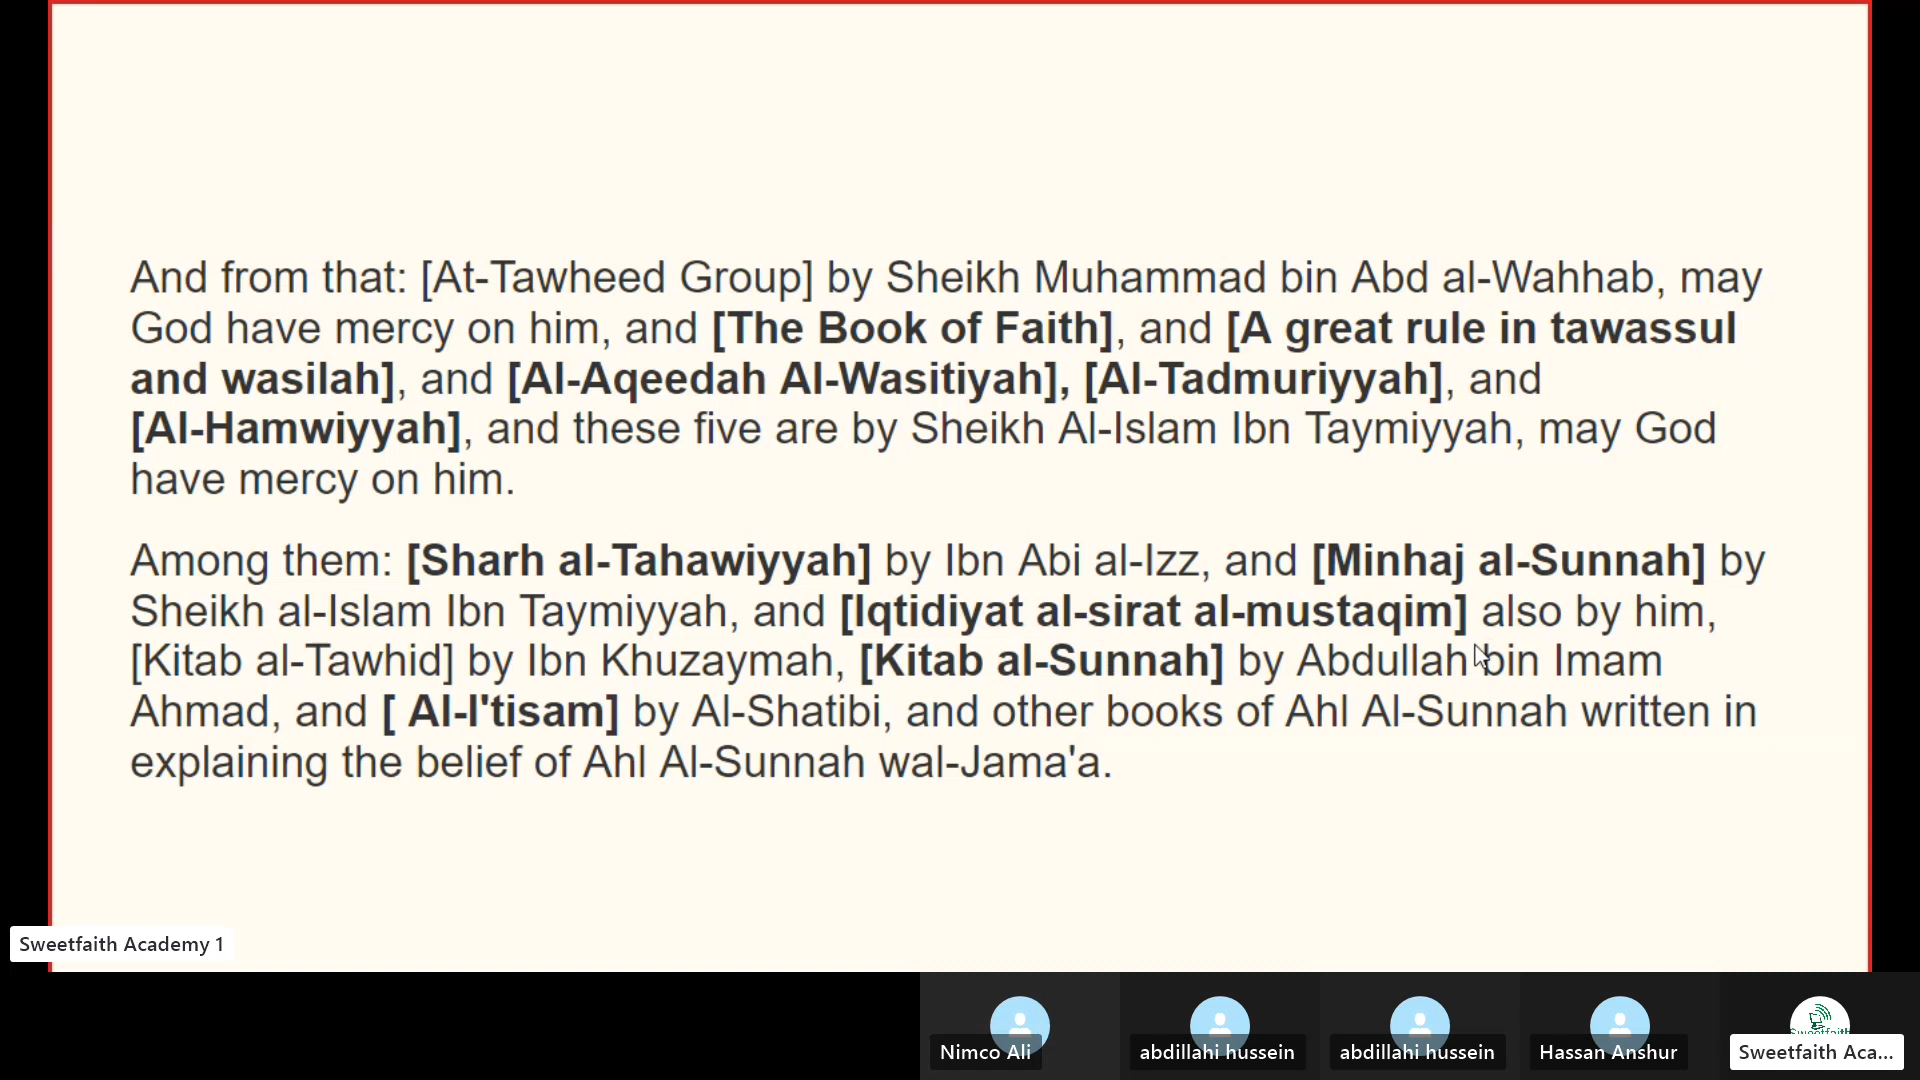 And from that: [At-Tawheed Group] by Sheikh Muhammad bin Abd al-Wahhab, may
God have mercy on him, and [The Book of Faith], and [A great rule in tawassul
and wasilah], and [Al-Aqeedah Al-Wasitiyah], [Al-Tadmuriyyah], and
[Al-Hamwiyyah], and these five are by Sheikh Al-Islam Ibn Taymiyyah, may God
have mercy on him.
Among them: [Sharh al-Tahawiyyah] by Ibn Abi al-Izz, and [Minhaj al-Sunnah] by
Sheikh al-Islam Ibn Taymiyyah, and [Iqtidiyat al-sirat al-mustaqim] also by him,
[Kitab al-Tawhid] by Ibn Khuzaymah, [Kitab al-Sunnah] by Abdullah bin Imam
Ahmad, and [ Al-I'tisam] by Al-Shatibi, and other books of Ahl Al-Sunnah written in
explaining the belief of Ahl Al-Sunnah wal-Jama'a.
Sweetfaith Academy 1
Sweetfaith
Nimco Ali
abdillahi hussein
abdillahi hussein
Hassan Anshur
Sweetfaith Aca...